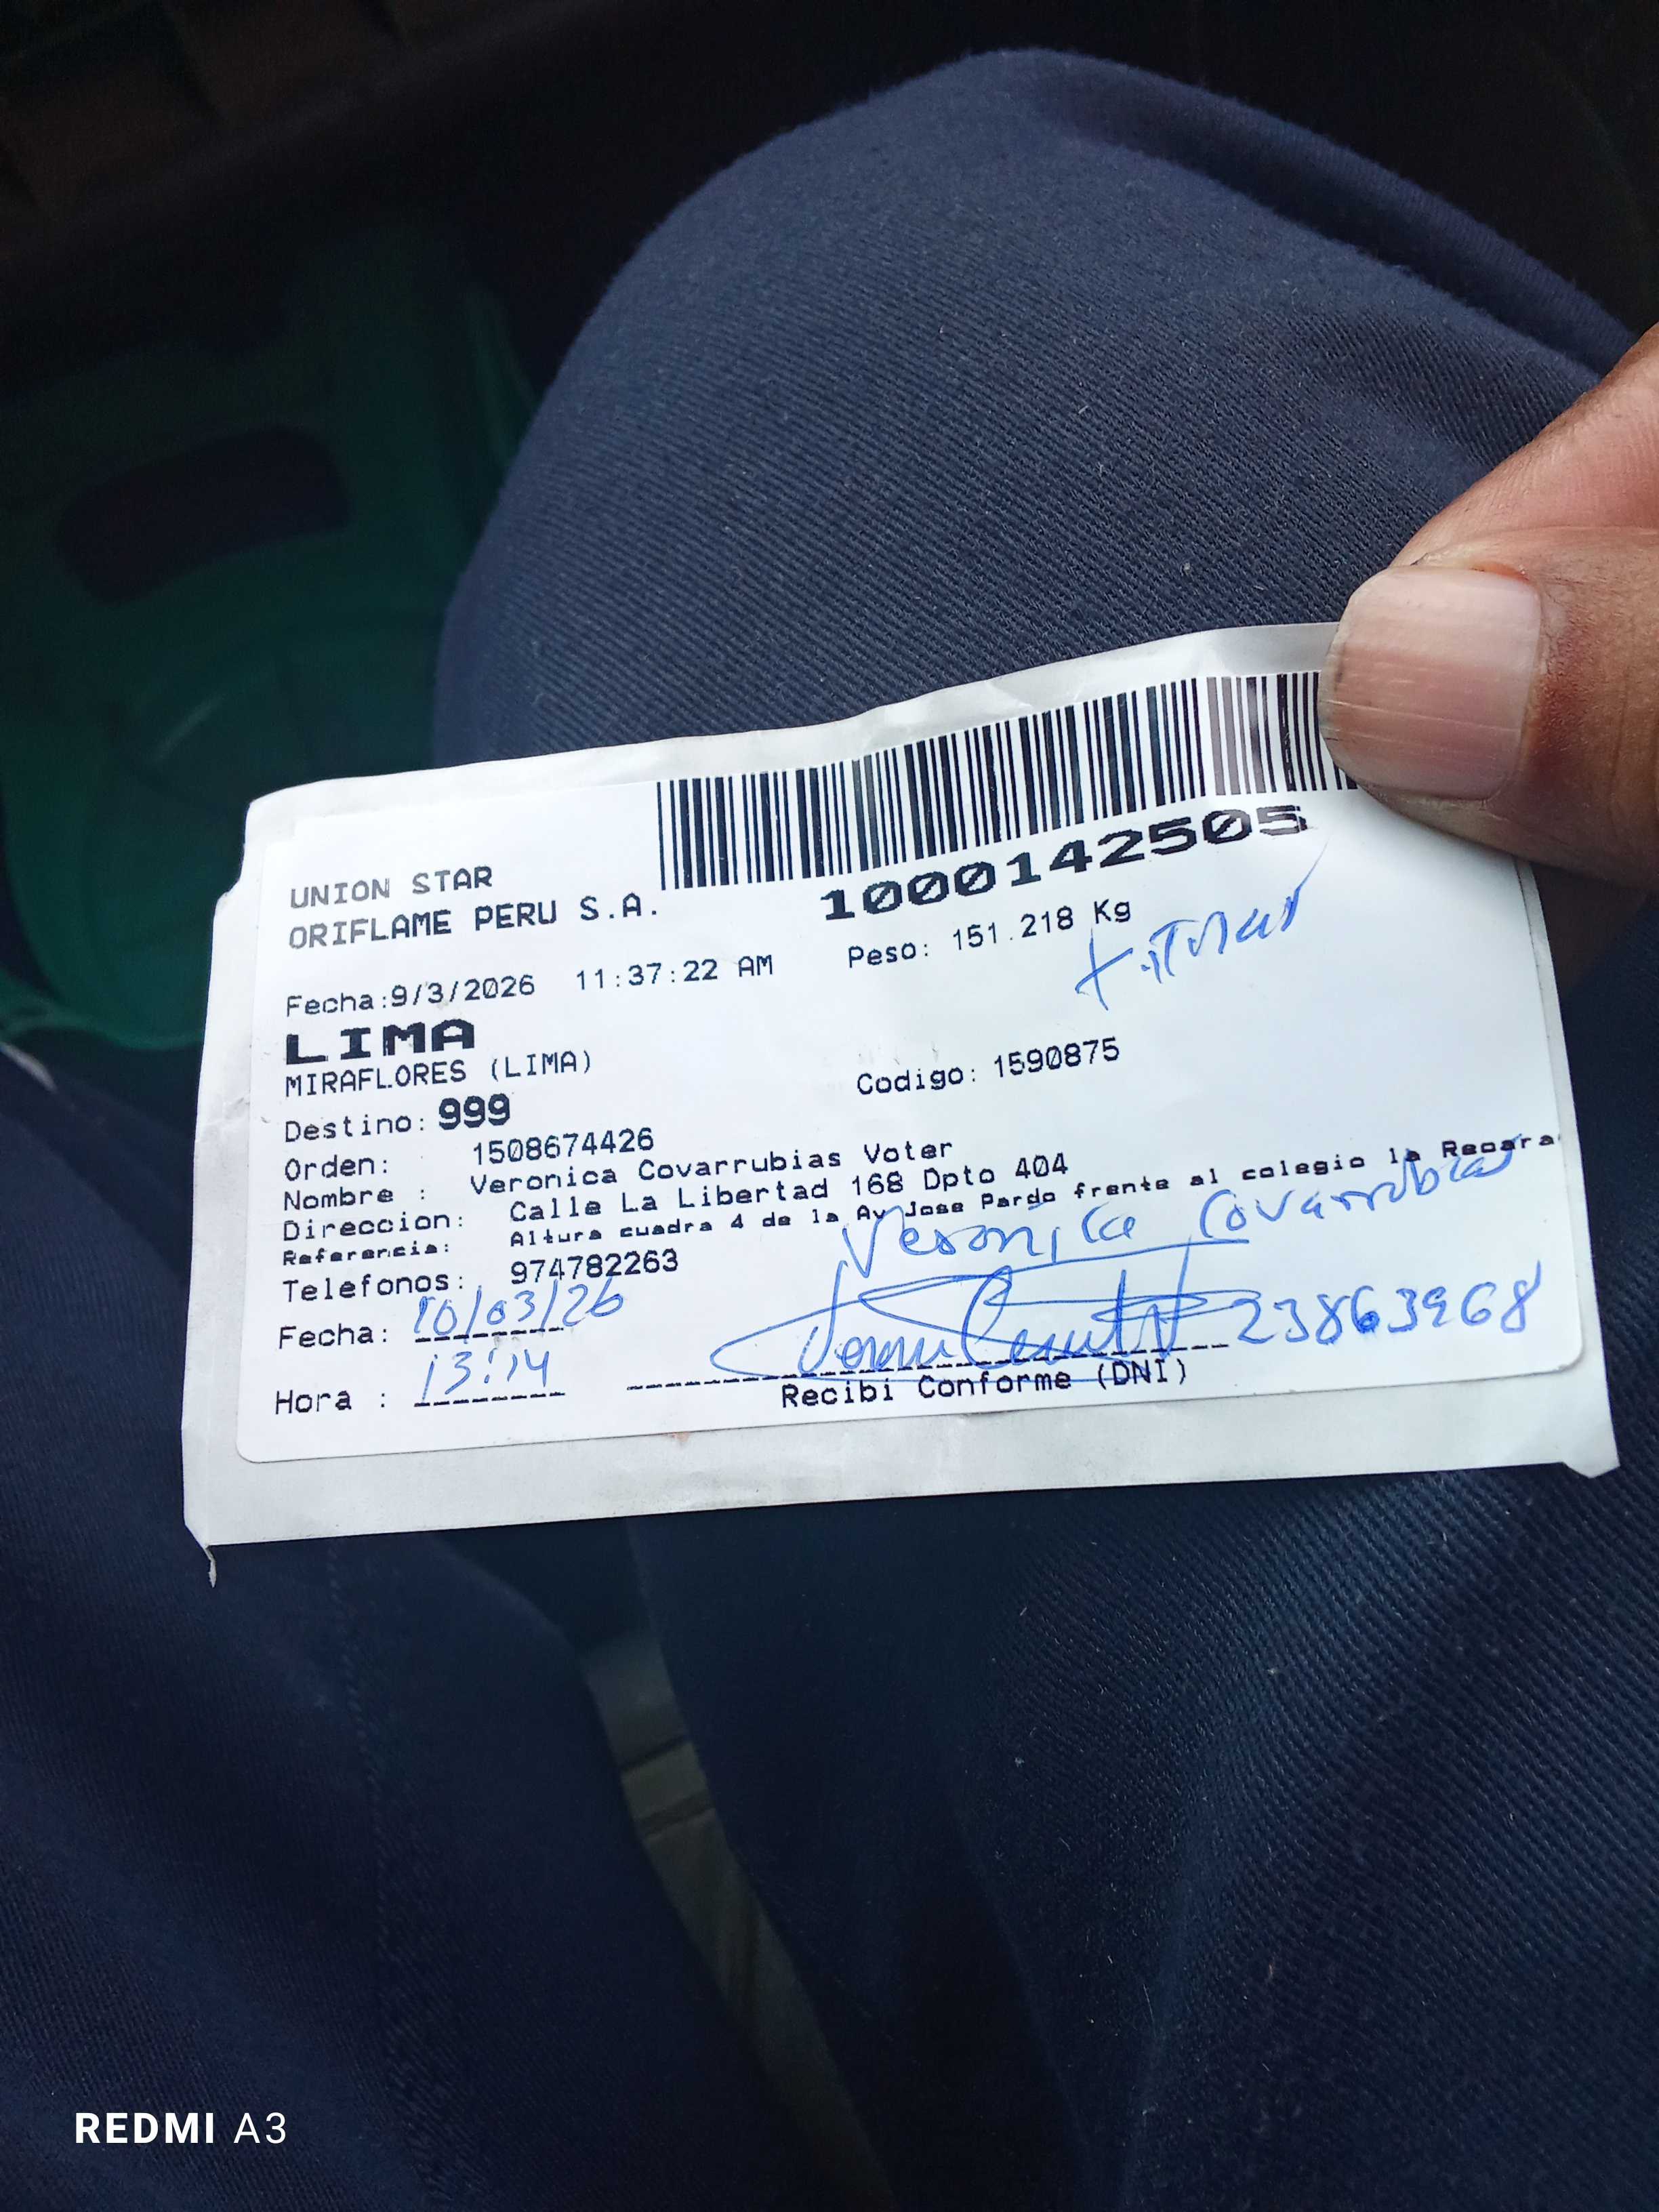 1000142505
UNION STAR
ORIFLAME PERU S.A.
Peso: 151.218 Kg
Fecha:9/3/2026 11:37:22 AM
LIMA
MIRAFLORES (LIMA)
Codigo: 1590875
Destino: 999
Orden: 1508674426
Nombre : Veronica Covarrubias Voter
Direccion: Calle La Libertad 168 Dpto 404
Referencia: Altura cuadra 4 de la Av Jose Pardo frente al colegio la Repara
Telefonos: 974782263
Veronica Covarrubias
Fecha: 10/03/26
23863968
Hora : 13:14
Recibi Conforme (DNI)
REDMI A3